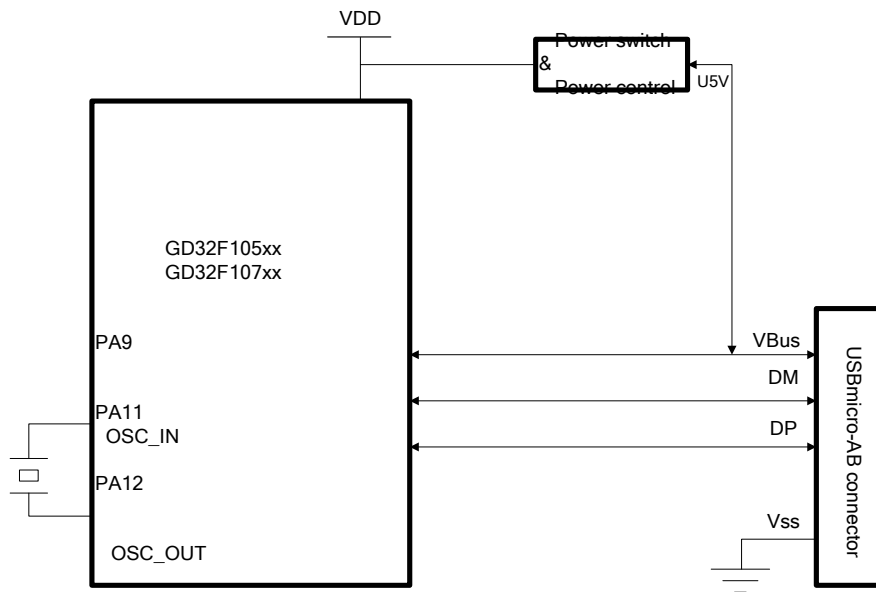 VDD
Power switch
&
Power control
U5V
GD32F105xx
GD32F107xx
PA9
VBus
DM
PA11
OSC_IN
DP
PA12
Vss
OSC_OUT
USBmicro-AB connector